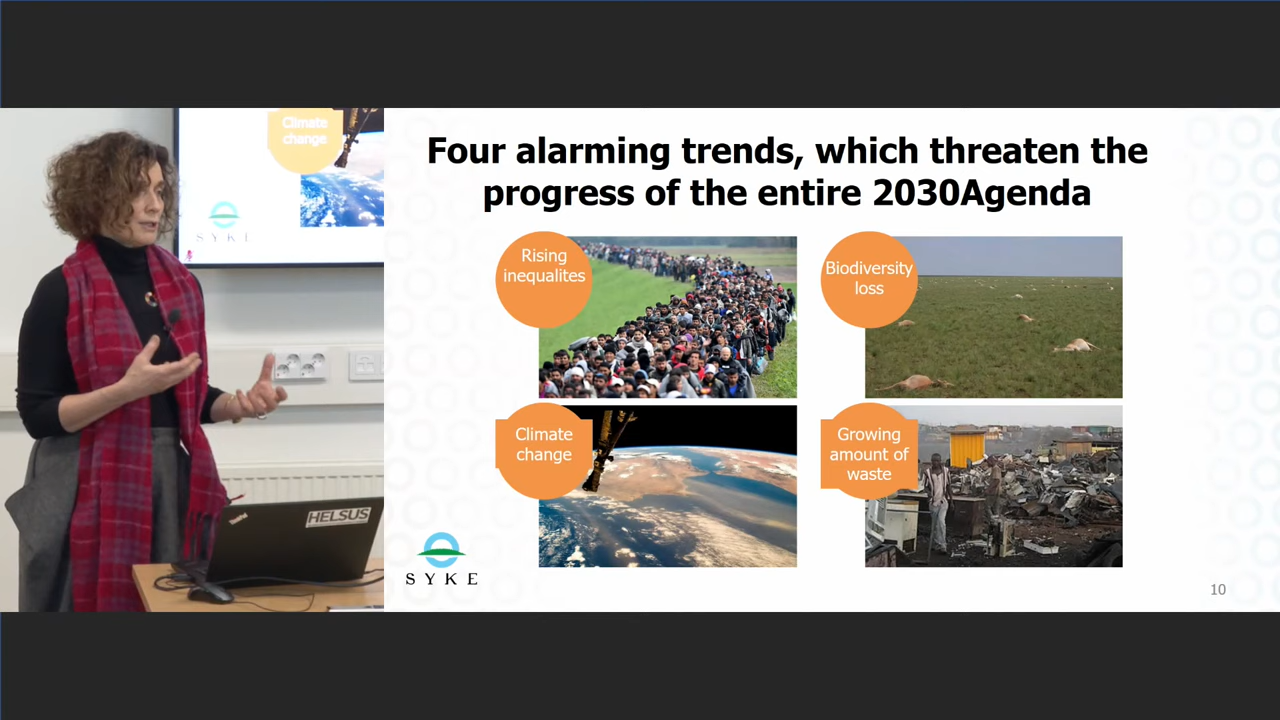 Climate
change
SYKE
ThinkPad
HELSUS
Four alarming trends, which threaten the
progress of the entire 2030Agenda
Rising
inequalites
Biodiversity
loss
Climate
change
Growing
amount of
waste
SYKE
10